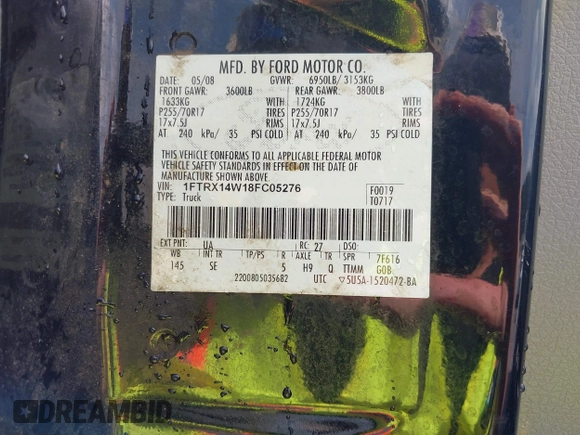 MFD. BY FORD MOTOR CO.
DATE: 05/08 GVWR: 6950LB/ 3153KG
FRONT GAWR: 3600LB REAR GAWR: 3800LB
1633KG WITH 1724KG WITH
P255/70R17 TIRES P255/70R17 TIRES
17x7.5J RIMS 17x7.5J RIMS
AT 240 kPa/ 35 PSI COLD AT 240 kPa/ 35 PSI COLD
THIS VEHICLE CONFORMS TO ALL APPLICABLE FEDERAL MOTOR
VEHICLE SAFETY STANDARDS IN EFFECT ON THE DATE OF
MANUFACTURE SHOWN ABOVE.
VIN: 1FTRX14W18FC05276 F0019
TYPE: Truck T0717
EXT PNT: UA RC: 27 DSO:
WB INT TR TP/PS R AXLE TR SPR 7F616
145 SE 5 H9 Q TTMM GOB
2200805035682 UTC 5U5A-1520472-BA
DREAMBID